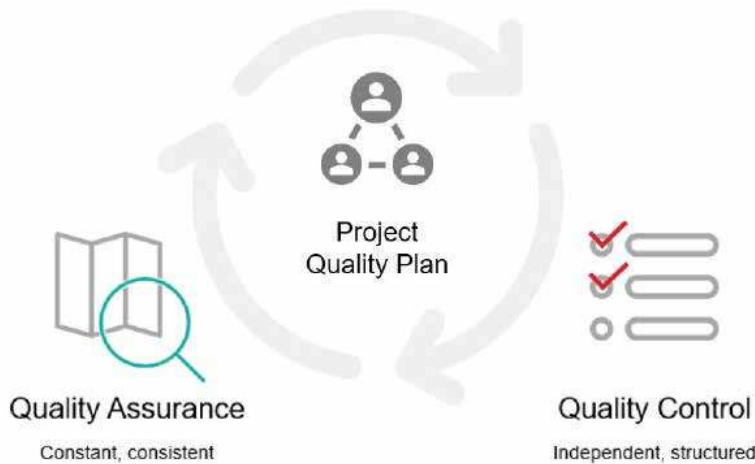 Project
Quality Plan
Quality Assurance
Constant, consistent
Quality Control
Independent, structured